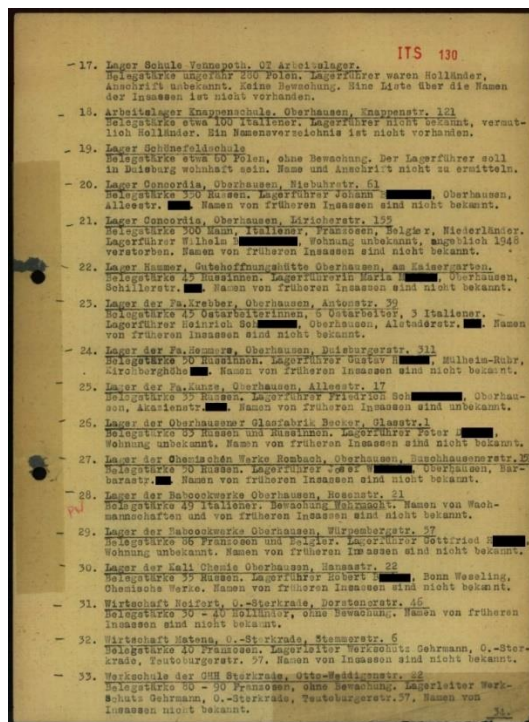 ITS 130
17. Lager Schule Vennepoth. OT Arbeitslager.
Belegstärke ungefähr 280 Polen. Lagerführer waren Holländer,
Anschrift unbekannt. Keine Bewachung. Eine Liste über die Namen
der Insassen ist nicht vorhanden.
18. Arbeitslager Knappenschule. Oberhausen, Knappenstr. 121
Belegstärke etwa 100 Italiener. Lagerführer nicht bekannt, vermut-
lich Holländer. Ein Namensverzeichnis ist nicht vorhanden.
19. Lager Schönefeldschule
Belegstärke etwa 60 Polen, ohne Bewachung. Der Lagerführer soll
in Duisburg wohnhaft sein. Name und Anschrift nicht zu ermitteln.
20. Lager Concordia, Oberhausen, Niebuhrstr. 61
Belegstärke 350 Russen. Lagerführer Johann Oberhausen,
Alleestr. Namen von früheren Insassen sind nicht bekannt.
21. Lager Concordia, Oberhausen, Liricherstr. 155
Belegstärke 300 Mann, Italiener, Franzosen, Belgier, Niederländer.
Lagerführer Wilhelm Wohnung unbekannt, angeblich 1948
verstorben. Namen von früheren Insassen sind nicht bekannt.
22. Lager Kammer, Gutehoffnungshütte Oberhausen, am Kaisergarten.
Belegstärke 45 Russinnen. Lagerführerin Maria Oberhausen,
Schillerstr. Namen von früheren Insassen sind nicht bekannt.
23. Lager der Fa.Krebber, Oberhausen, Antonstr. 39
Belegstärke 45 Ostarbeiterinnen, 6 Ostarbeiter, 3 Italiener.
Lagerführer Heinrich Sch Oberhausen, Alstadenstr. Namen
von früheren Insassen sind nicht bekannt.
24. Lager der Fa.Hemmers, Oberhausen, Duisburgerstr. 311
Belegstärke 50 Russinnen. Lagerführer Gustav Mülheim-Ruhr,
Kirchberghöhe Namen von früheren Insassen sind nicht bekannt.
25. Lager der Fa.Kunze, Oberhausen, Alleestr. 17
Belegstärke 35 Russen. Lagerführer Friedrich Sch Oberhau-
sen, Akazienstr. Namen von früheren Insassen sind unbekannt.
26. Lager der Oberhausener Glasfabrik Becker, Glasstr.1
Belegstärke 83 Russen und Russinnen. Lagerführer Peter
Wohnung unbekannt. Namen von früheren Insassen sind nicht bekannt.
27. Lager der Chemischen Werke Rombach, Oberhausen, Buschhausenerstr.
Belegstärke 50 Russen. Lagerführer Josef W Oberhausen, Bar-
barastr. Namen von früheren Insassen sind nicht bekannt.
28. Lager der Babcockwerke Oberhausen, Rosenstr. 21
Belegstärke 49 Italiener. Bewachung Wehrmacht. Namen von Wach-
mannschaften und von früheren Insassen sind nicht bekannt.
29. Lager der Babcockwerke Oberhausen, Würpembergstr. 57
Belegstärke 86 Franzosen und Belgier. Lagerführer Gottfried
Wohnung unbekannt. Namen von früheren Insassen sind nicht bekannt.
30. Lager der Kali Chemie Oberhausen, Hansastr. 22
Belegstärke 35 Russen. Lagerführer Robert Bonn Weseling,
Chemische Werke. Namen von früheren Insassen sind nicht bekannt.
31. Wirtschaft Neifert, O.-Sterkrade, Dorstenerstr. 46
Belegstärke 30 - 40 Holländer, ohne Bewachung. Namen von früheren
Insassen sind nicht bekannt.
32. Wirtschaft Matena, O.-Sterkrade, Stemmerstr. 6
Belegstärke 40 Franzosen. Lagerleiter Werkschutz Gehrmann, O.-Ster-
krade, Teutoburgerstr. 57. Namen von Insassen sind nicht bekannt.
33. Werkschule der GHH Sterkrade, Otto-Weddigenstr. 22
Belegstärke 80 - 90 Franzosen, ohne Bewachung. Lagerleiter Werk-
schutz Gehrmann, O.-Sterkrade, Teutoburgerstr.57, Namen von
Insassen nicht bekannt.